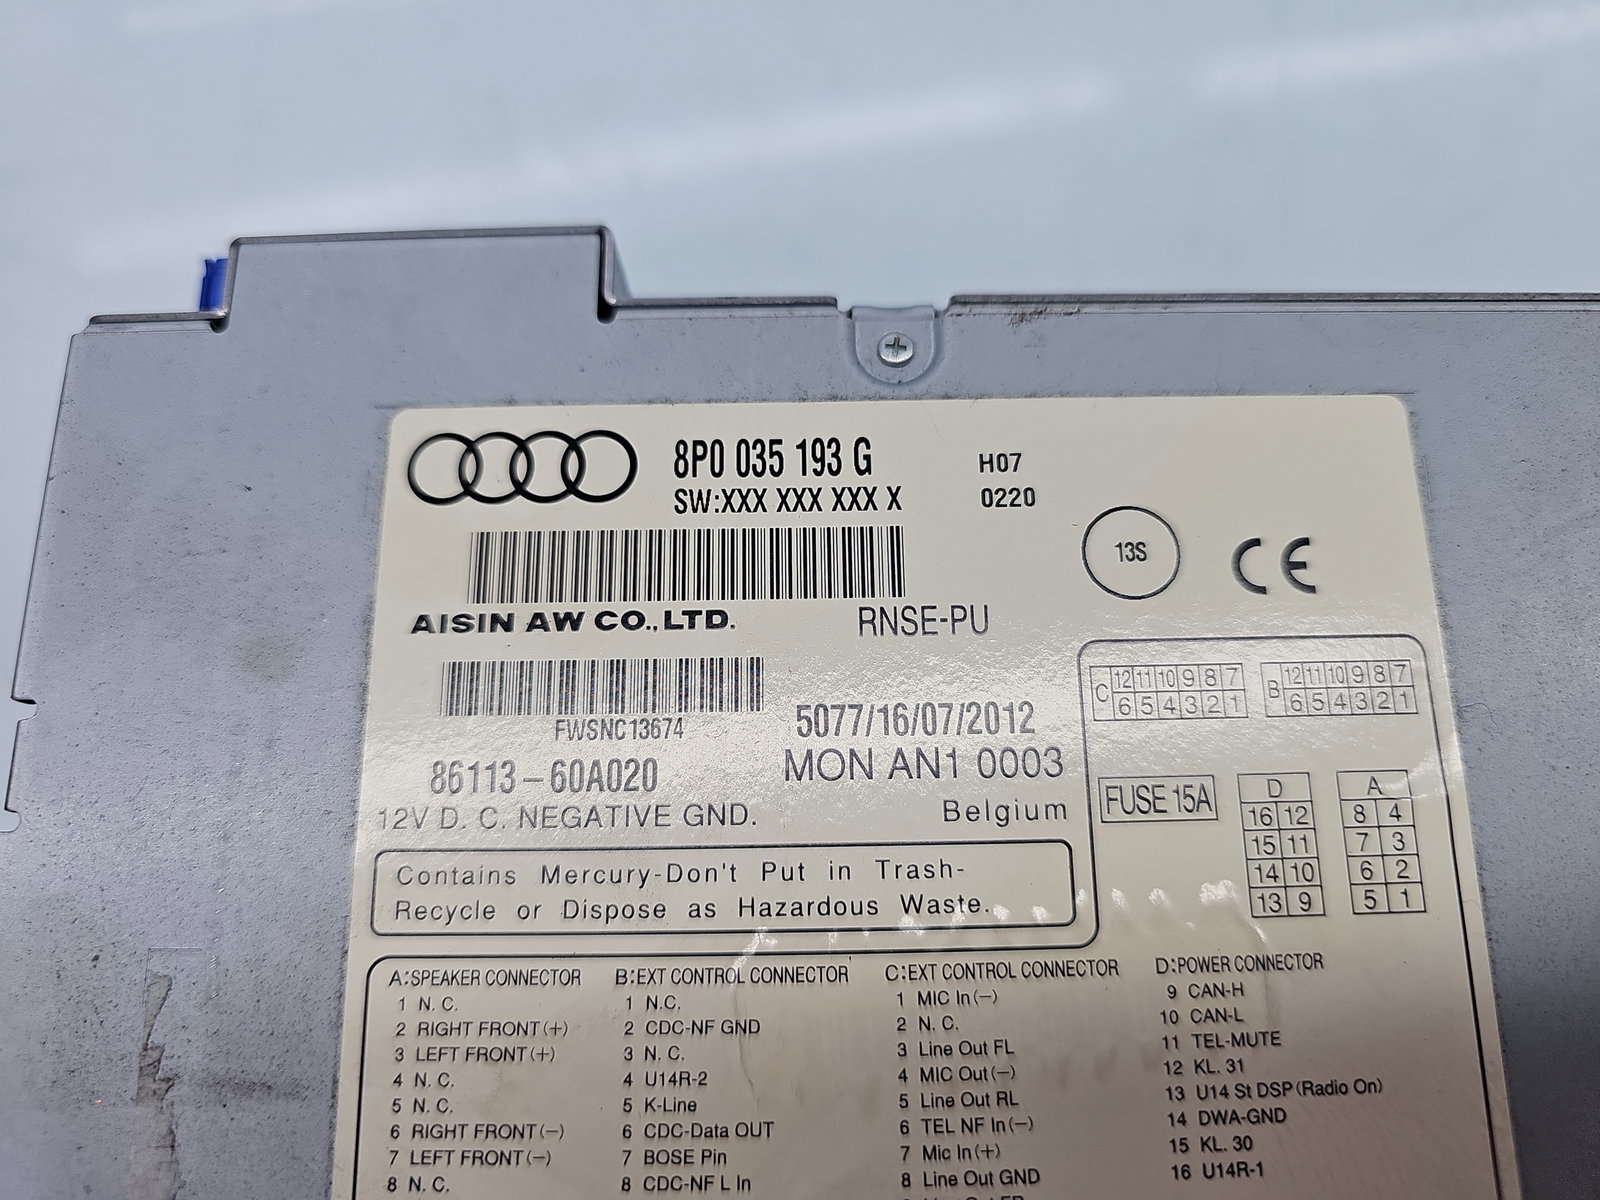 8P0 035 193 G
H07
SW:XXX XXX XXX X
0220
13S
CE
AISIN AW CO.,LTD.
RNSE-PU
FWSNC13674
5077/16/07/2012
86113-60A020
MON AN1 0003
12V D. C. NEGATIVE GND.
Belgium
C 12 11 10 9 8 7
6 5 4 3 2 1
B 12 11 10 9 8 7
6 5 4 3 2 1
FUSE 15A
D
16 12
15 11
14 10
13 9
A
8 4
7 3
6 2
5 1
Contains Mercury-Don't Put in Trash-
Recycle or Dispose as Hazardous Waste.
A:SPEAKER CONNECTOR
1 N.C.
2 RIGHT FRONT(+)
3 LEFT FRONT(+)
4 N.C.
5 N.C.
6 RIGHT FRONT(-)
7 LEFT FRONT(-)
8 N.C.
B:EXT CONTROL CONNECTOR
1 N.C.
2 CDC-NF GND
3 N.C.
4 U14R-2
5 K-Line
6 CDC-Data OUT
7 BOSE Pin
8 CDC-NF L In
C:EXT CONTROL CONNECTOR
1 MIC In(-)
2 N.C.
3 Line Out FL
4 MIC Out(-)
5 Line Out RL
6 TEL NF In(-)
7 Mic In(+)
8 Line Out GND
D:POWER CONNECTOR
9 CAN-H
10 CAN-L
11 TEL-MUTE
12 KL. 31
13 U14 St DSP(Radio On)
14 DWA-GND
15 KL. 30
16 U14R-1